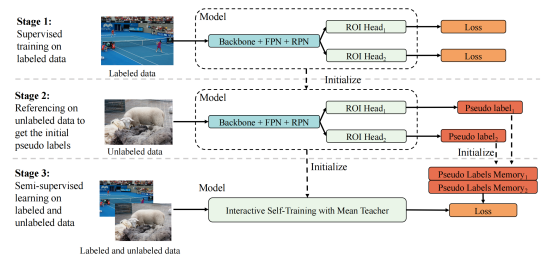 Stage 1:
Supervised
training on
labeled data
Labeled data
Model
Backbone + FPN + RPN
ROI Head1
ROI Head2
Loss
Loss
Initialize
Stage 2:
Referencing on
unlabeled data to
get the initial
pseudo labels
Unlabeled data
Model
Backbone + FPN + RPN
ROI Head1
ROI Head2
Pseudo label1
Pseudo label2
Initialize
Initialize
Stage 3:
Semi-supervised
learning on
labeled and
unlabeled data
Labeled and unlabeled data
Model
Interactive Self-Training with Mean Teacher
Pseudo Labels Memory1
Pseudo Labels Memory2
Loss